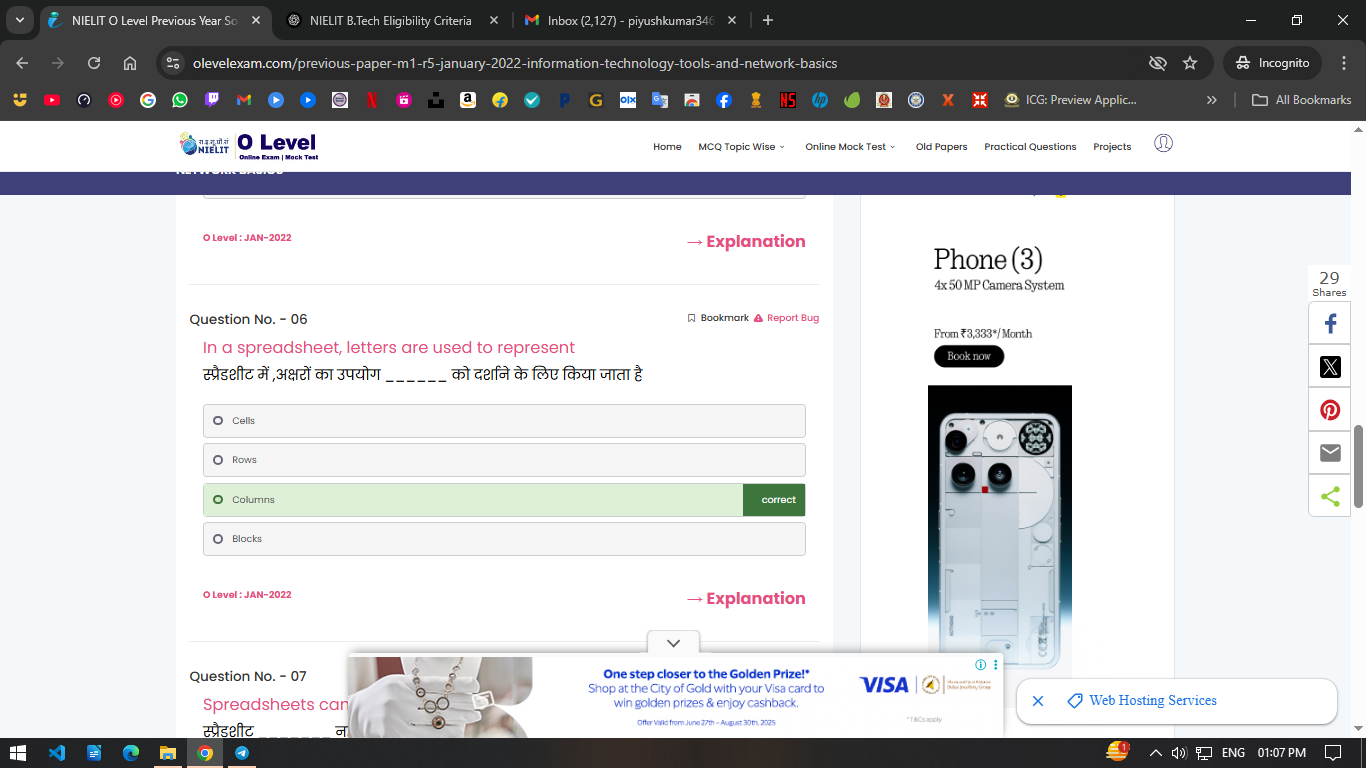 NIELIT O Level Previous Year So
NIELIT B.Tech Eligibility Criteria
Inbox (2,127) - piyushkumar346
olevelexam.com/previous-paper-m1-r5-january-2022-information-technology-tools-and-network-basics
Incognito
ICG: Preview Applic...
All Bookmarks
NIELIT
O Level
Online Exam | Mock Test
Home
MCQ Topic Wise
Online Mock Test
Old Papers
Practical Questions
Projects
NETWORK BASICS
O Level : JAN-2022
→ Explanation
Question No. - 06
Bookmark
Report Bug
In a spreadsheet, letters are used to represent
स्प्रैडशीट में ,अक्षरों का उपयोग ______ को दर्शाने के लिए किया जाता है
Cells
Rows
Columns
correct
Blocks
O Level : JAN-2022
→ Explanation
Question No. - 07
Spreadsheets can
स्प्रैडशीट _______
Phone (3)
4x 50 MP Camera System
From ₹3,333*/Month
Book now
29
Shares
One step closer to the Golden Prize!*
Shop at the City of Gold with your Visa card to
win golden prizes & enjoy cashback.
Offer Valid from June 27th – August 30th, 2025
VISA
*T&Cs apply
Web Hosting Services
1
ENG
01:07 PM